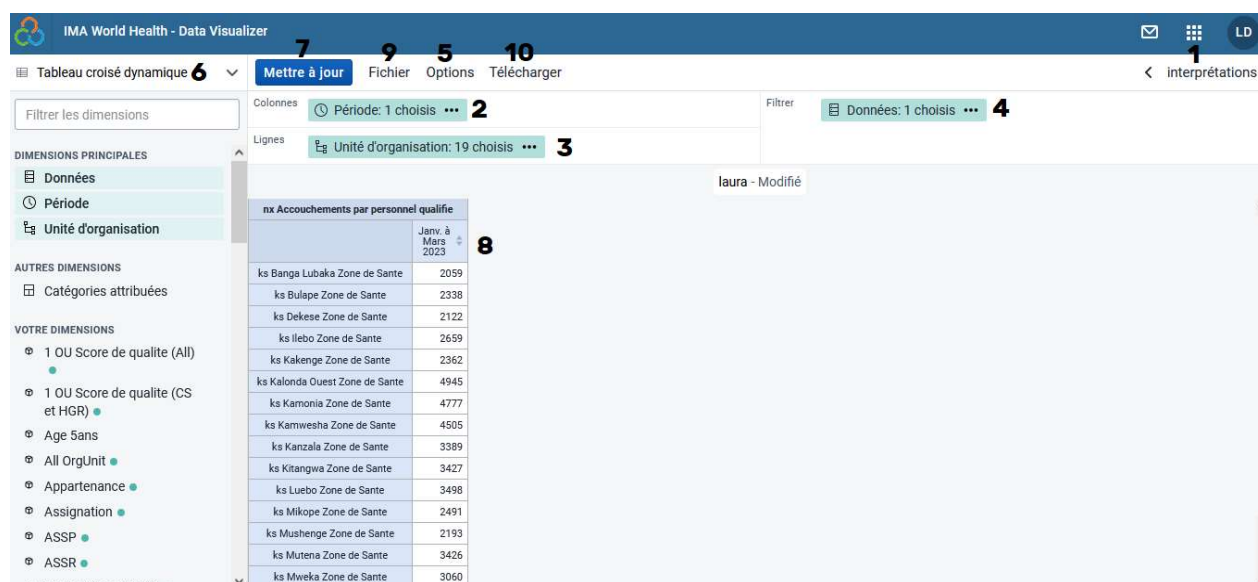 IMA World Health - Data Visualizer
LD
7 9 5 10 1
Tableau croisé dynamique 6
Mettre à jour Fichier Options Télécharger
interprétations
Filtrer les dimensions
Colonnes Période: 1 choisis ••• 2
Filtrer Données: 1 choisis ••• 4
Lignes Unité d'organisation: 19 choisis ••• 3
DIMENSIONS PRINCIPALES
Données
Période
Unité d'organisation
AUTRES DIMENSIONS
Catégories attribuées
VOTRE DIMENSIONS
1 OU Score de qualite (All)
1 OU Score de qualite (CS
et HGR)
Age 5ans
All OrgUnit
Appartenance
Assignation
ASSP
ASSR
laura - Modifié
nx Accouchements par personnel qualifie
Janv. à
Mars
2023
8
ks Banga Lubaka Zone de Sante 2059
ks Bulape Zone de Sante 2338
ks Dekese Zone de Sante 2122
ks Ilebo Zone de Sante 2659
ks Kakenge Zone de Sante 2362
ks Kalonda Ouest Zone de Sante 4945
ks Kamonia Zone de Sante 4777
ks Kamwesha Zone de Sante 4505
ks Kanzala Zone de Sante 3389
ks Kitangwa Zone de Sante 3427
ks Luebo Zone de Sante 3498
ks Mikope Zone de Sante 2491
ks Mushenge Zone de Sante 2193
ks Mutena Zone de Sante 3426
ks Mweka Zone de Sante 3060